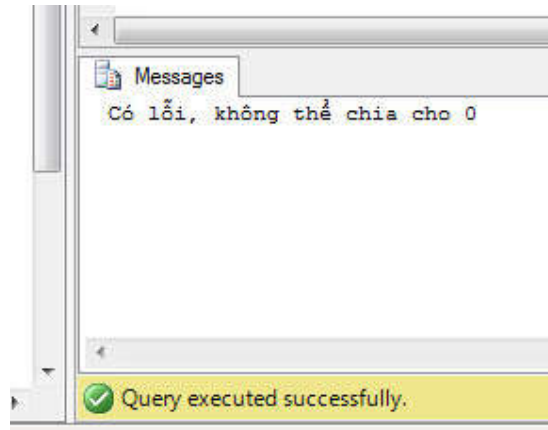 Messages
Có lỗi, không thể chia cho 0
Query executed successfully.